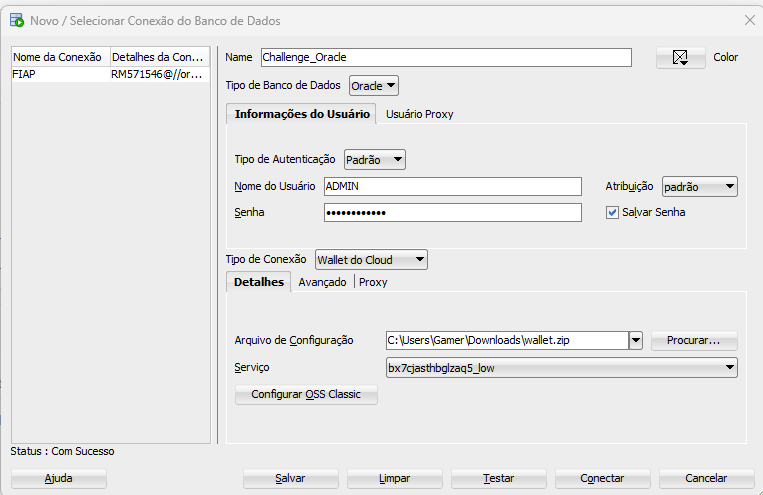 Novo / Selecionar Conexão do Banco de Dados
Nome da Conexão Detalhes da Con...
FIAP RM571546@//or...
Name Challenge_Oracle Color
Tipo de Banco de Dados Oracle
Informações do Usuário Usuário Proxy
Tipo de Autenticação Padrão
Nome do Usuário ADMIN Atribuição padrão
Senha •••••••••••• Salvar Senha
Tipo de Conexão Wallet do Cloud
Detalhes Avançado Proxy
Arquivo de Configuração C:\Users\Gamer\Downloads\wallet.zip Procurar...
Serviço bx7cjasthbglzaq5_low
Configurar OSS Classic
Status : Com Sucesso
Ajuda Salvar Limpar Testar Conectar Cancelar